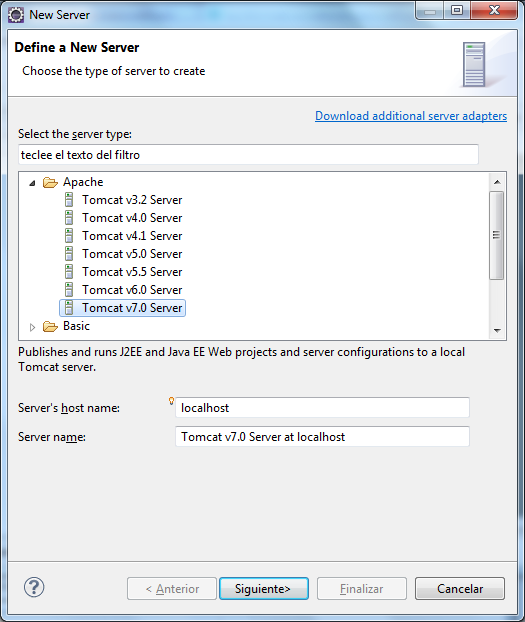 New Server
Define a New Server
Choose the type of server to create
Download additional server adapters
Select the server type:
teclee el texto del filtro
Apache
Tomcat v3.2 Server
Tomcat v4.0 Server
Tomcat v4.1 Server
Tomcat v5.0 Server
Tomcat v5.5 Server
Tomcat v6.0 Server
Tomcat v7.0 Server
Basic
Publishes and runs J2EE and Java EE Web projects and server configurations to a local
Tomcat server.
Server's host name: localhost
Server name: Tomcat v7.0 Server at localhost
? < Anterior Siguiente> Finalizar Cancelar